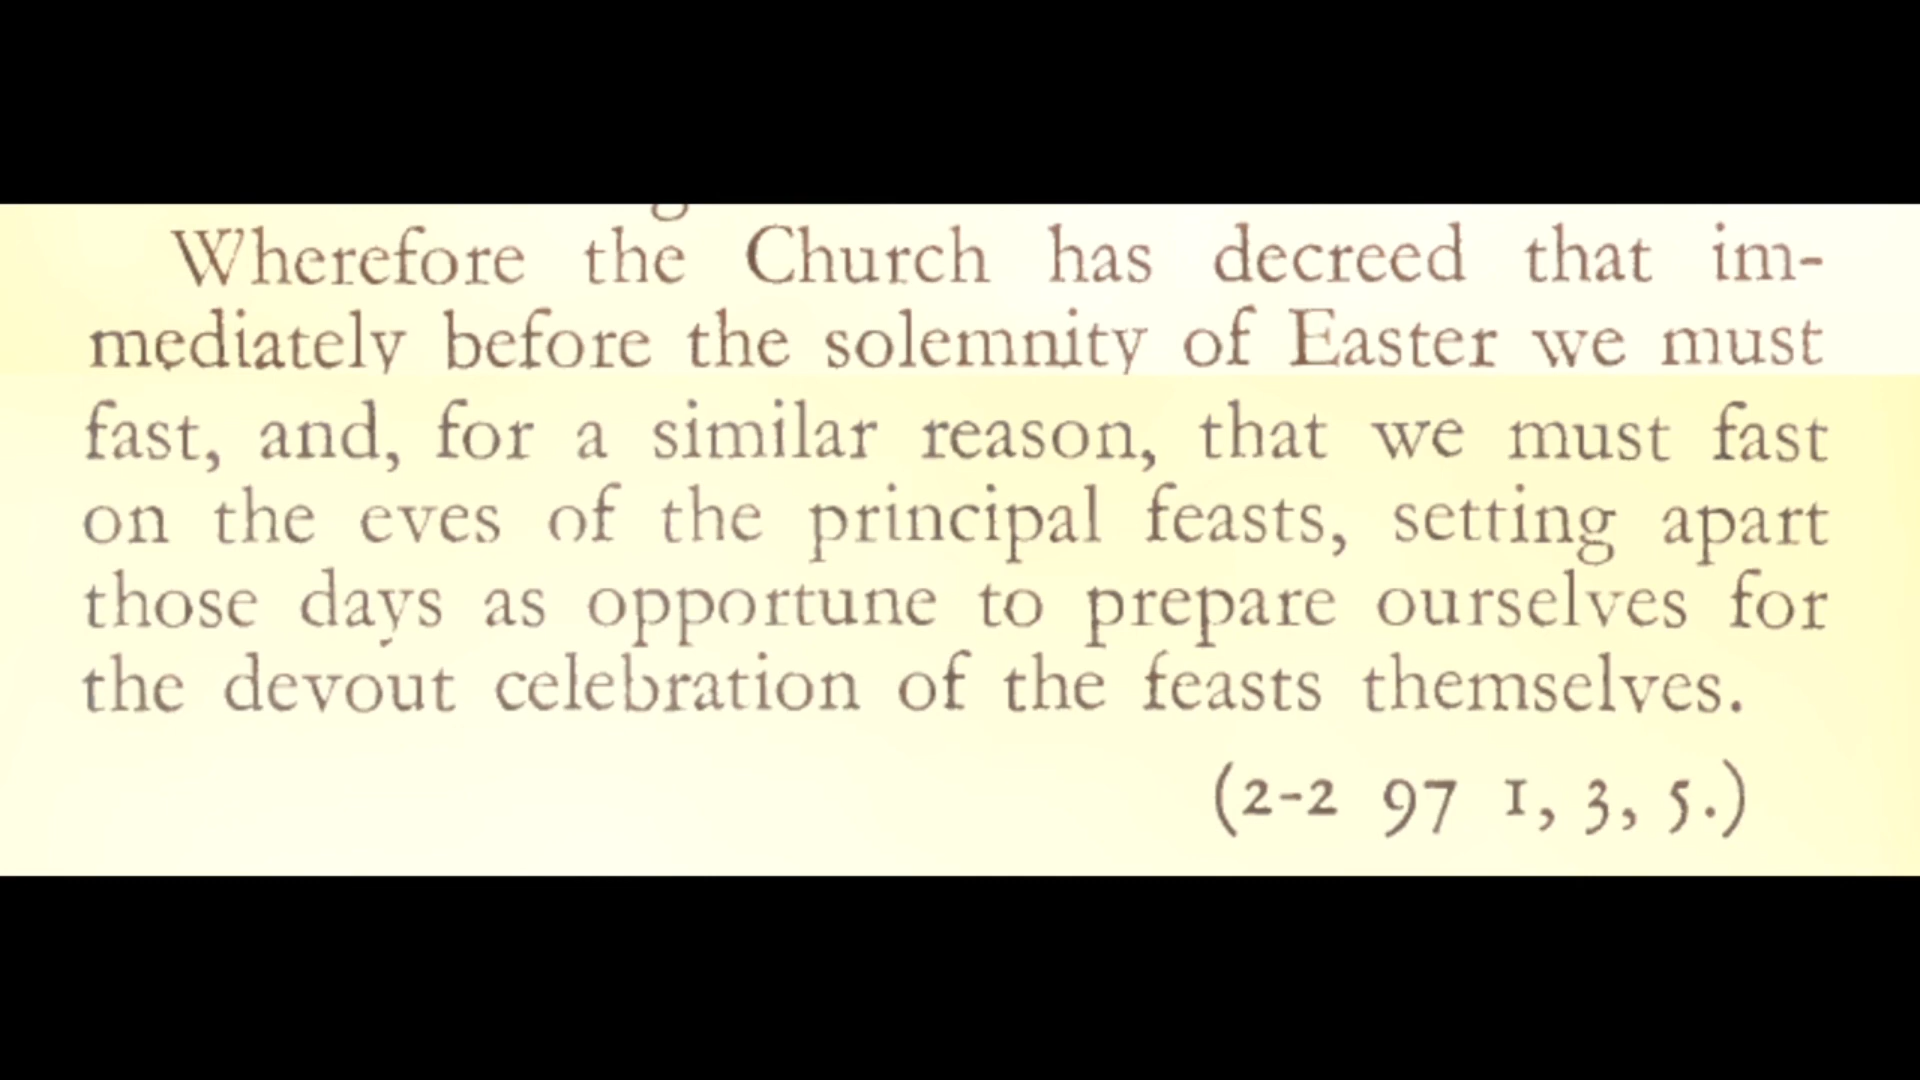 Wherefore the Church has decreed that im-
mediately before the solemnity of Easter we must
fast, and, for a similar reason, that we must fast
on the eves of the principal feasts, setting apart
those days as opportune to prepare ourselves for
the devout celebration of the feasts themselves.
(2-2 97 1, 3, 5.)